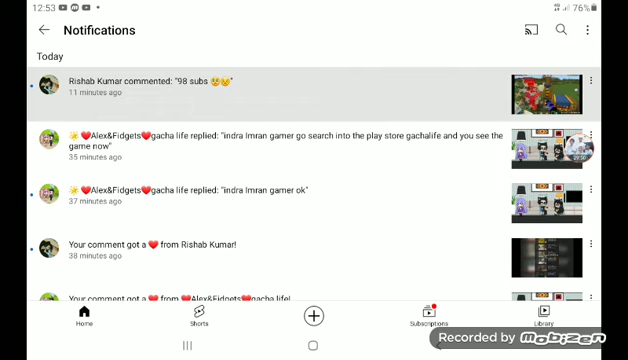 12:53
76%
Notifications
Today
Rishab Kumar commented: "98 subs 🥺😢"
11 minutes ago
🌟❤️Alex&Fidgets❤️gacha life replied: "indra Imran gamer go search into the play store gachalife and you see the
game now"
35 minutes ago
🌟❤️Alex&Fidgets❤️gacha life replied: "indra Imran gamer ok"
37 minutes ago
Your comment got a ❤️ from Rishab Kumar!
38 minutes ago
Your comment got a ❤️ from 🌟❤️Alex&Fidgets❤️gacha life!
Home
Shorts
Subscriptions
Library
Recorded by Mobizen